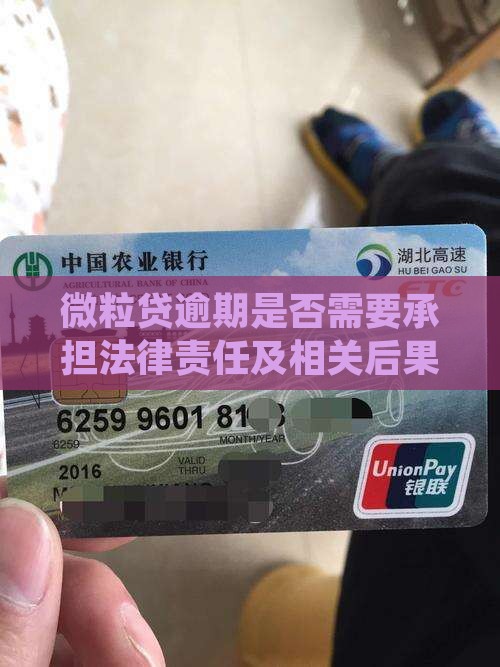 中国农业银行
AGRICULTURAL BANK OF CHINA
湖北高速
HU BEI GAO SU
ETC
微粒贷逾期是否需要承
担法律责任及相关后果
6259 9601 81
6259
MONTH/YEAR
2016
VALID
THRU
M
UnionPay
银联